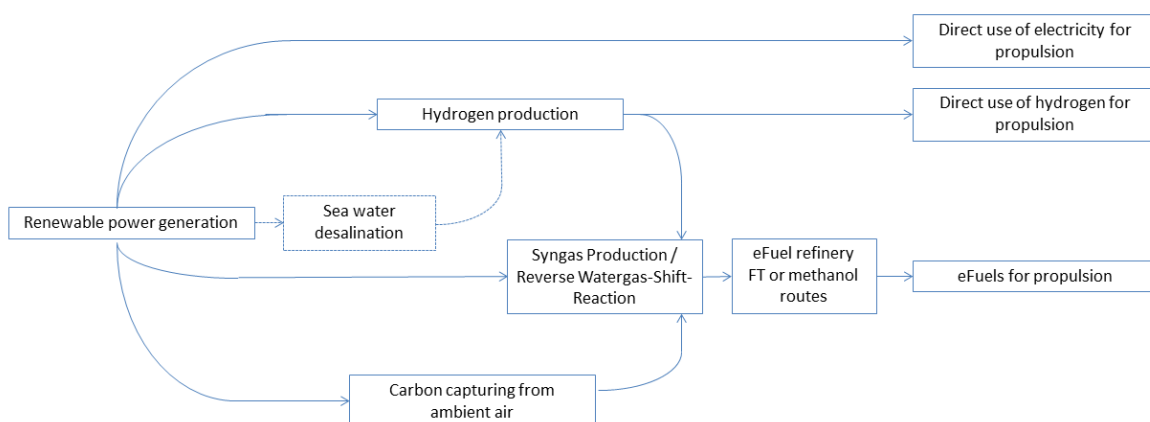 Direct use of electricity for
propulsion
Hydrogen production
Direct use of hydrogen for
propulsion
Renewable power generation
Sea water
desalination
Syngas Production /
Reverse Watergas-Shift-
Reaction
eFuel refinery
FT or methanol
routes
eFuels for propulsion
Carbon capturing from
ambient air